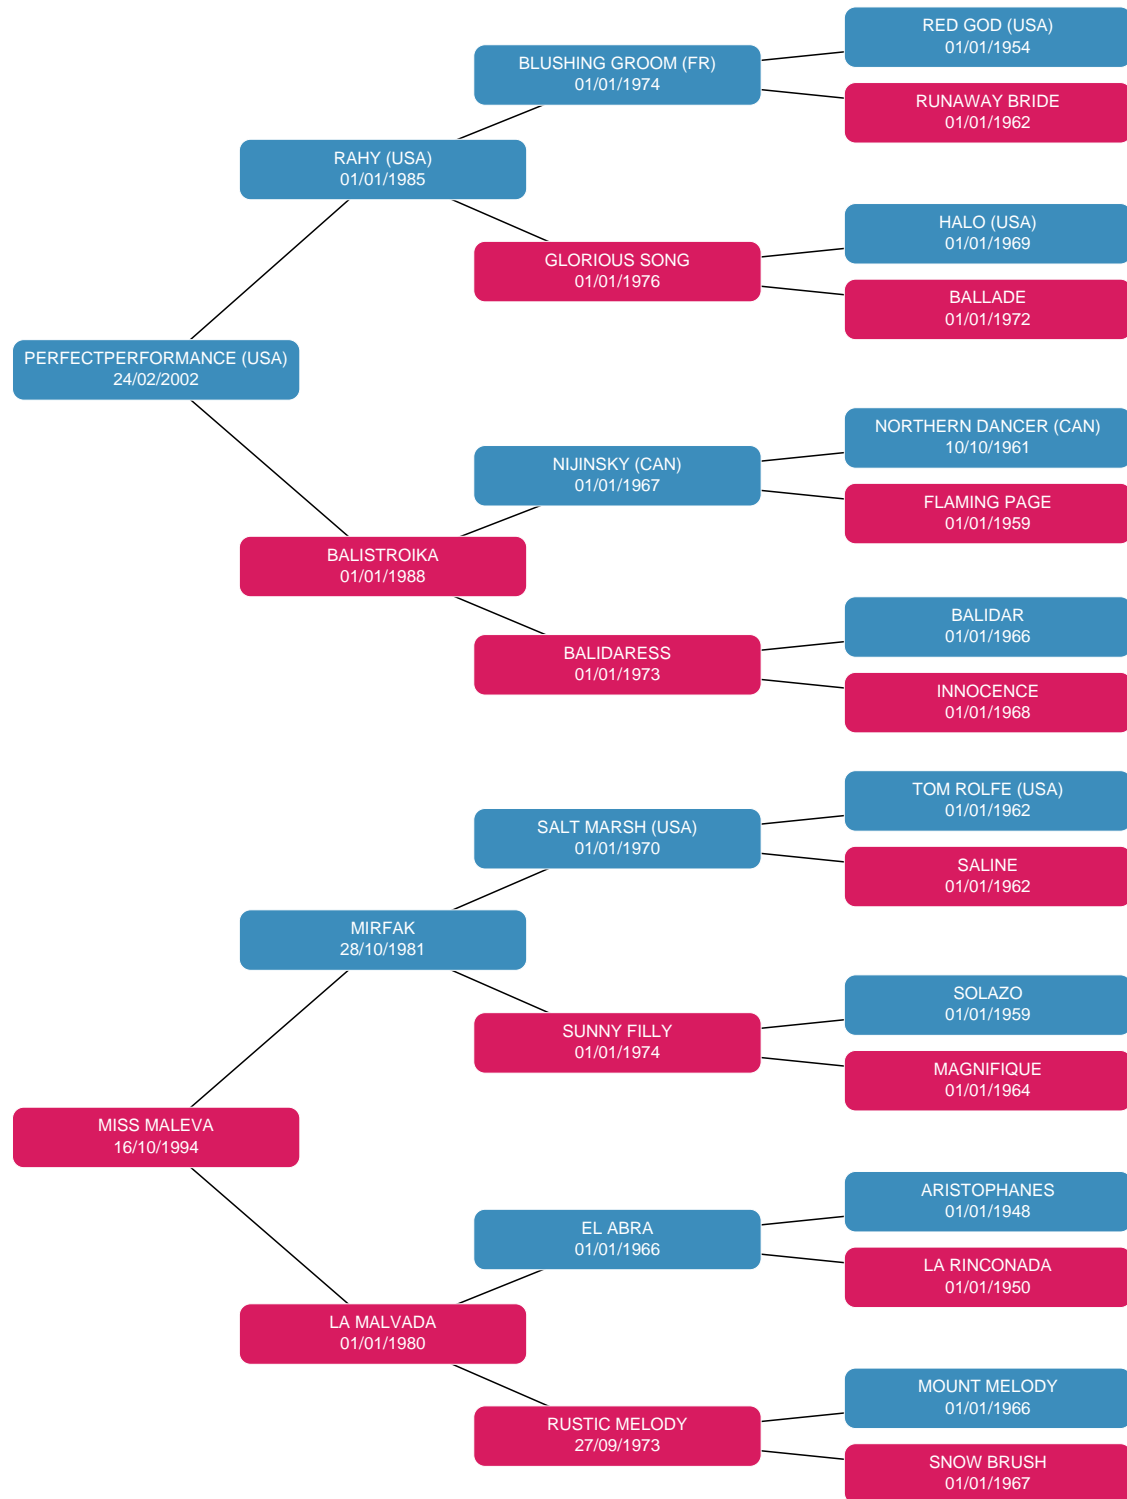 RED GOD (USA)
01/01/1954
BLUSHING GROOM (FR)
01/01/1974
RUNAWAY BRIDE
01/01/1962
RAHY (USA)
01/01/1985
HALO (USA)
01/01/1969
GLORIOUS SONG
01/01/1976
BALLADE
01/01/1972
PERFECTPERFORMANCE (USA)
24/02/2002
NORTHERN DANCER (CAN)
10/10/1961
NIJINSKY (CAN)
01/01/1967
FLAMING PAGE
01/01/1959
BALISTROIKA
01/01/1988
BALIDAR
01/01/1966
BALIDARESS
01/01/1973
INNOCENCE
01/01/1968
TOM ROLFE (USA)
01/01/1962
SALT MARSH (USA)
01/01/1970
SALINE
01/01/1962
MIRFAK
28/10/1981
SOLAZO
01/01/1959
SUNNY FILLY
01/01/1974
MAGNIFIQUE
01/01/1964
MISS MALEVA
16/10/1994
ARISTOPHANES
01/01/1948
EL ABRA
01/01/1966
LA RINCONADA
01/01/1950
LA MALVADA
01/01/1980
MOUNT MELODY
01/01/1966
RUSTIC MELODY
27/09/1973
SNOW BRUSH
01/01/1967